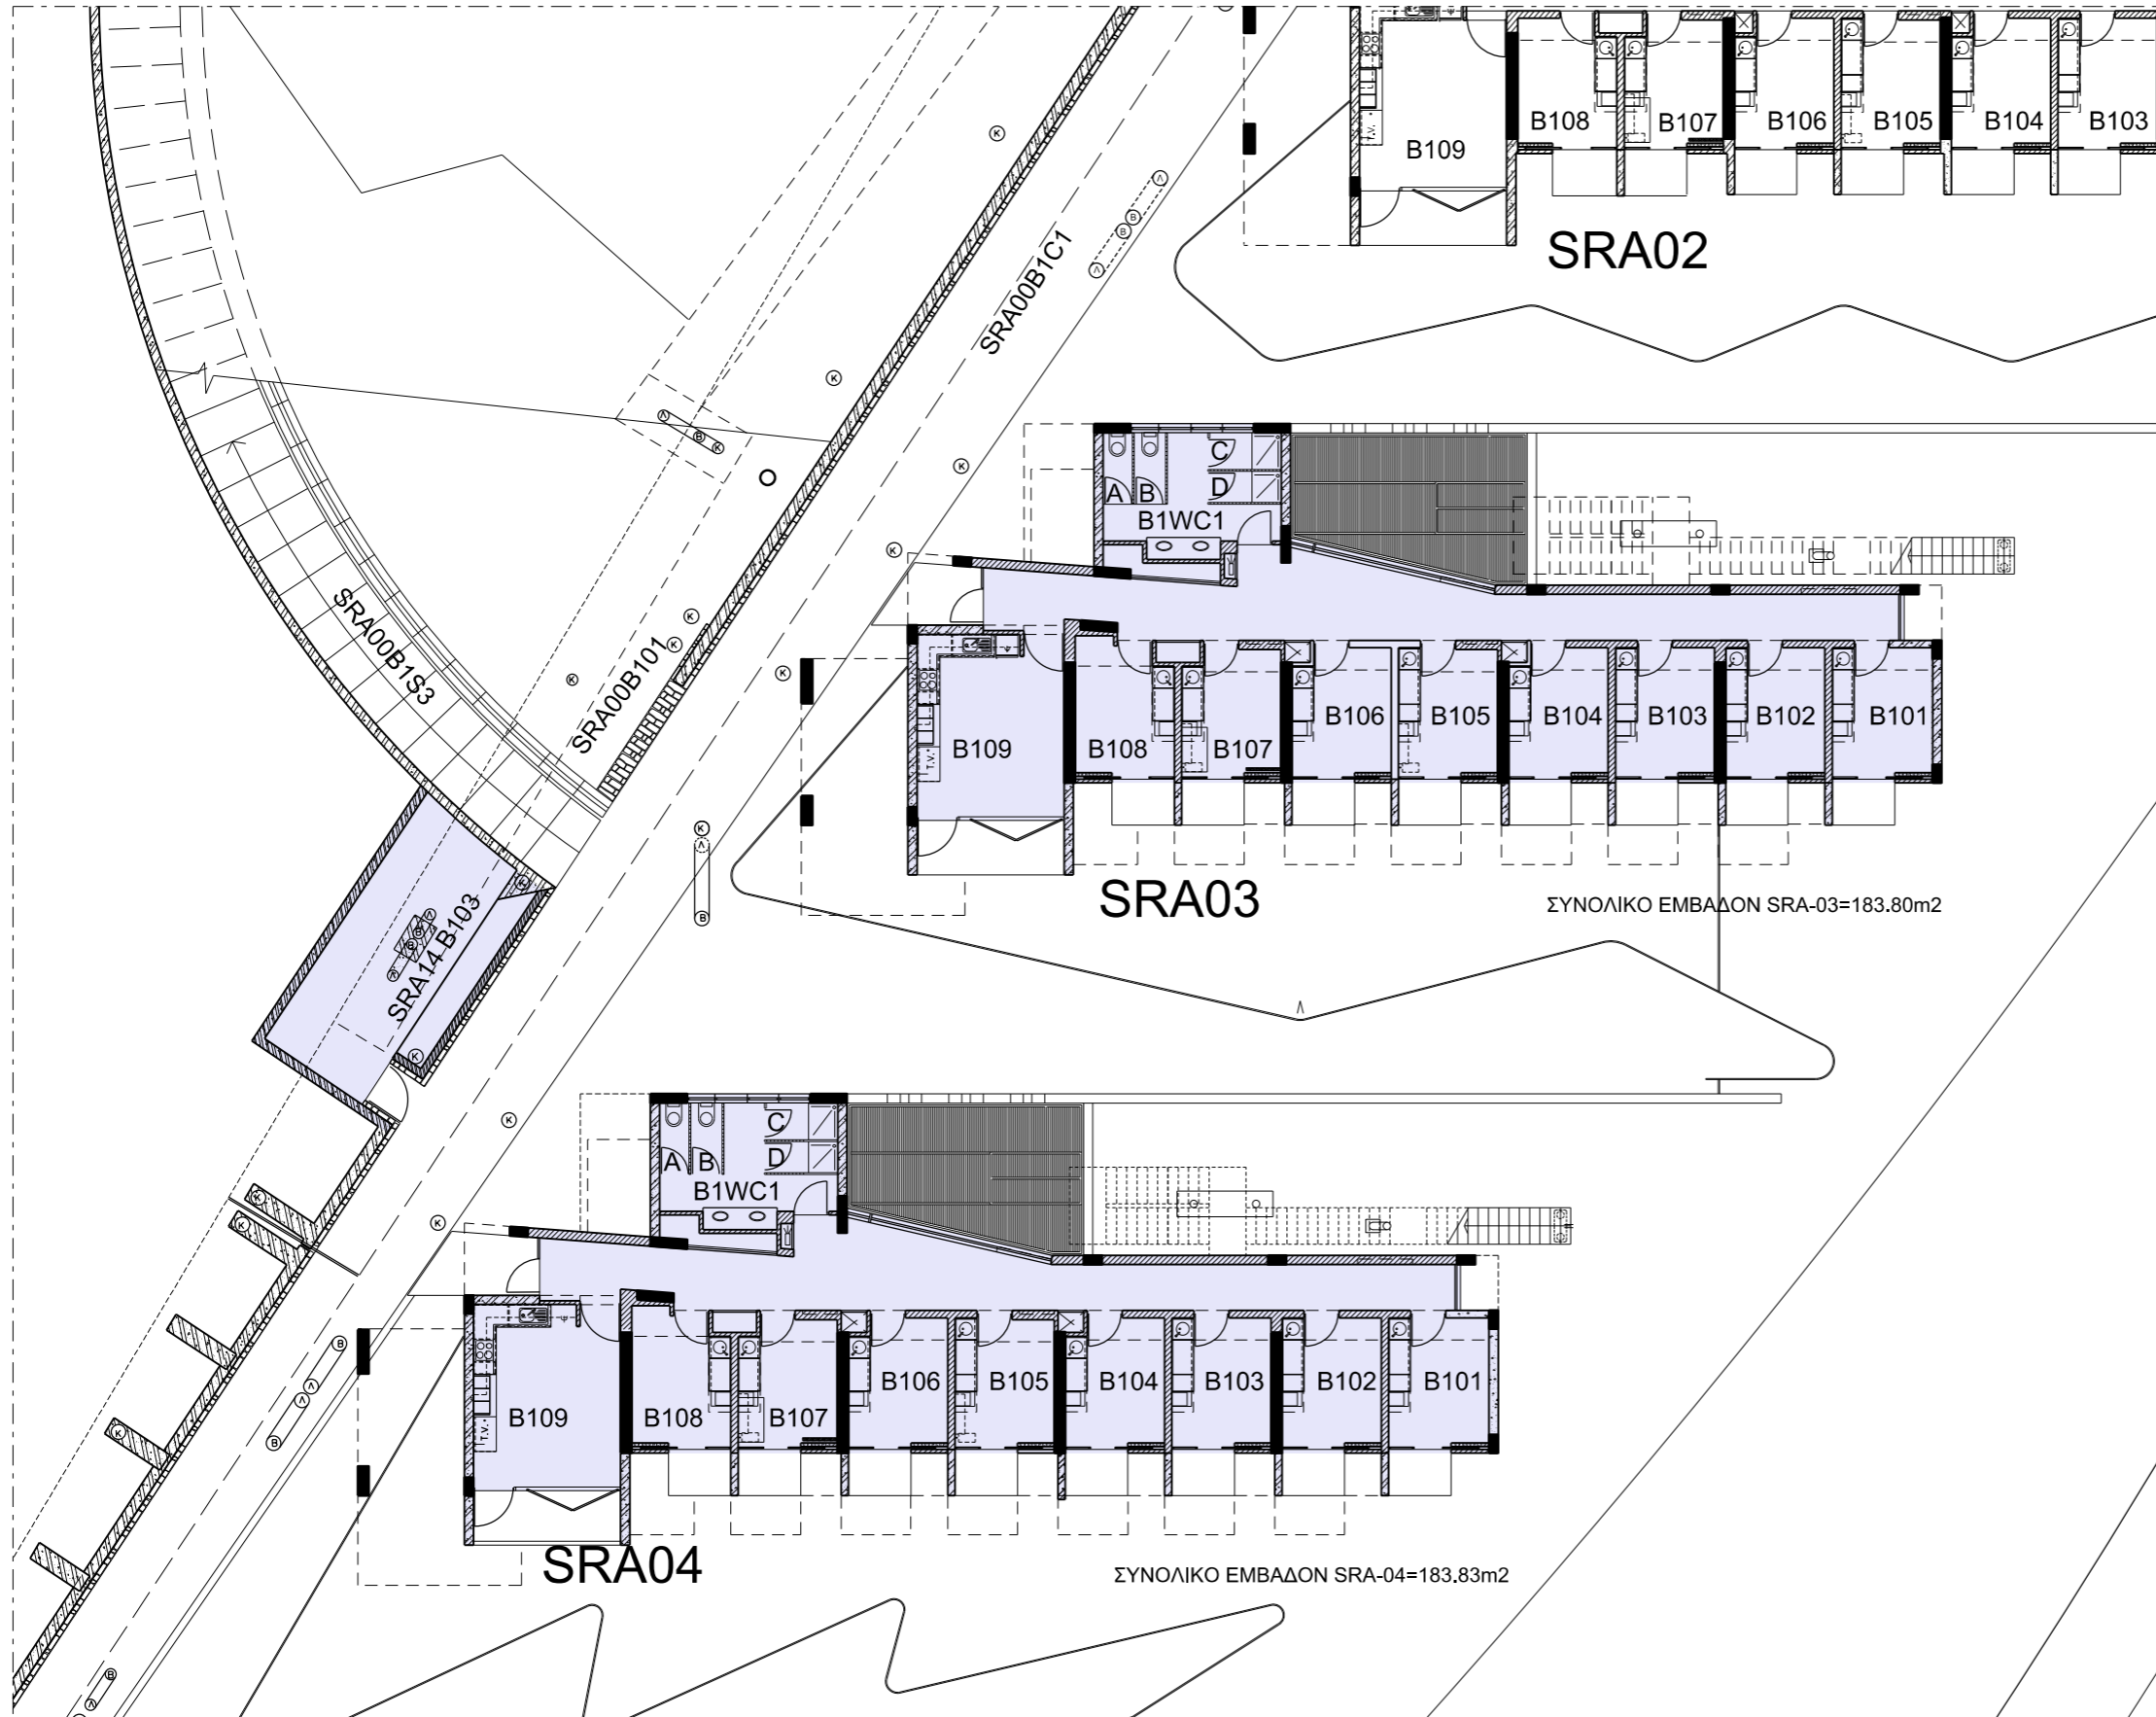 B108
B107
B106
B105
B104
B103
T.V.
B109
SRA02
SRA00B1C1
A
B
B
A
K
K
A
B
K
K
A
B
C
D
B1WC1
K
K
K
K
K
SRA00B1S3
SRA00B101
T.V.
B109
B108
B107
B106
B105
B104
B103
B102
B101
SRA03
ΣΥΝΟΛΙΚΟ ΕΜΒΑΔΟΝ SRA-03=183.80m2
K
Λ
B
K
SRA14 B103
K
K
A
B
C
D
B1WC1
K
K
K
K
T.V.
B109
B108
B107
B106
B105
B104
B103
B102
B101
B
Λ
Λ
B
SRA04
ΣΥΝΟΛΙΚΟ ΕΜΒΑΔΟΝ SRA-04=183.83m2
B
Λ